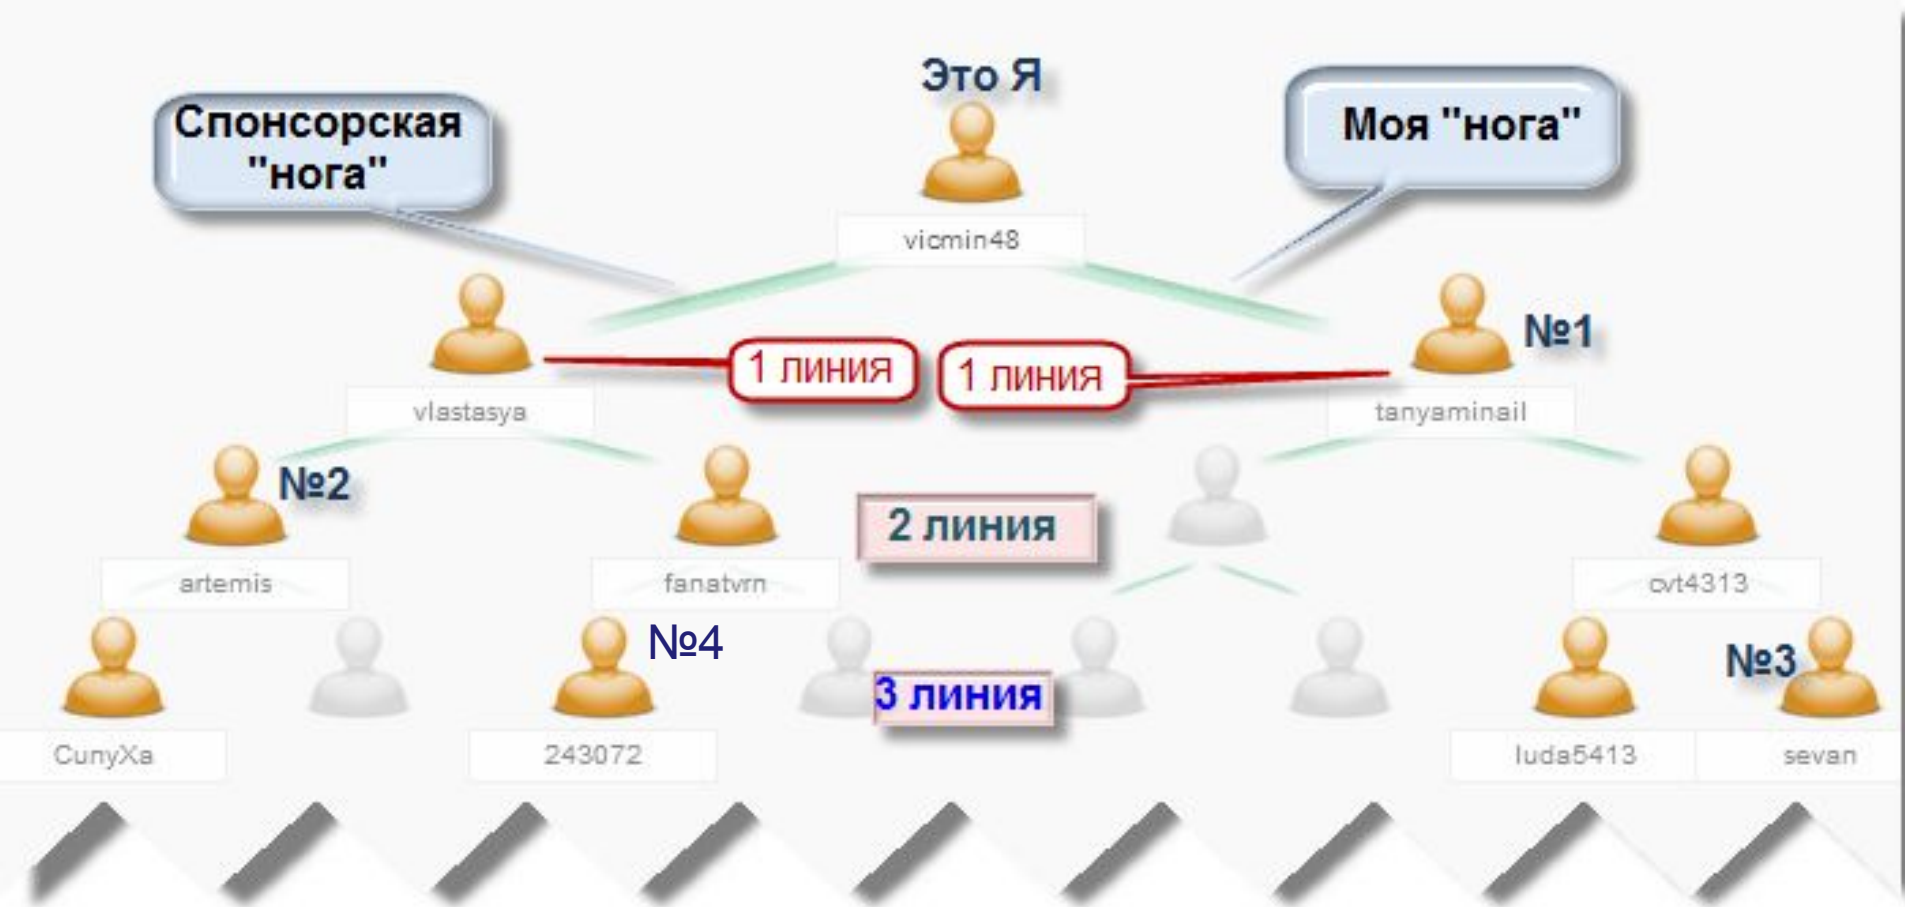 Это Я
Спонсорская
"нога"
Моя "нога"
vicmin48
№1
1 линия
1 линия
vlastasya
tanyaminail
№2
2 линия
artemis
fanatvrn
cvt4313
№4
№3
3 линия
CunyXa
243072
luda5413
sevan